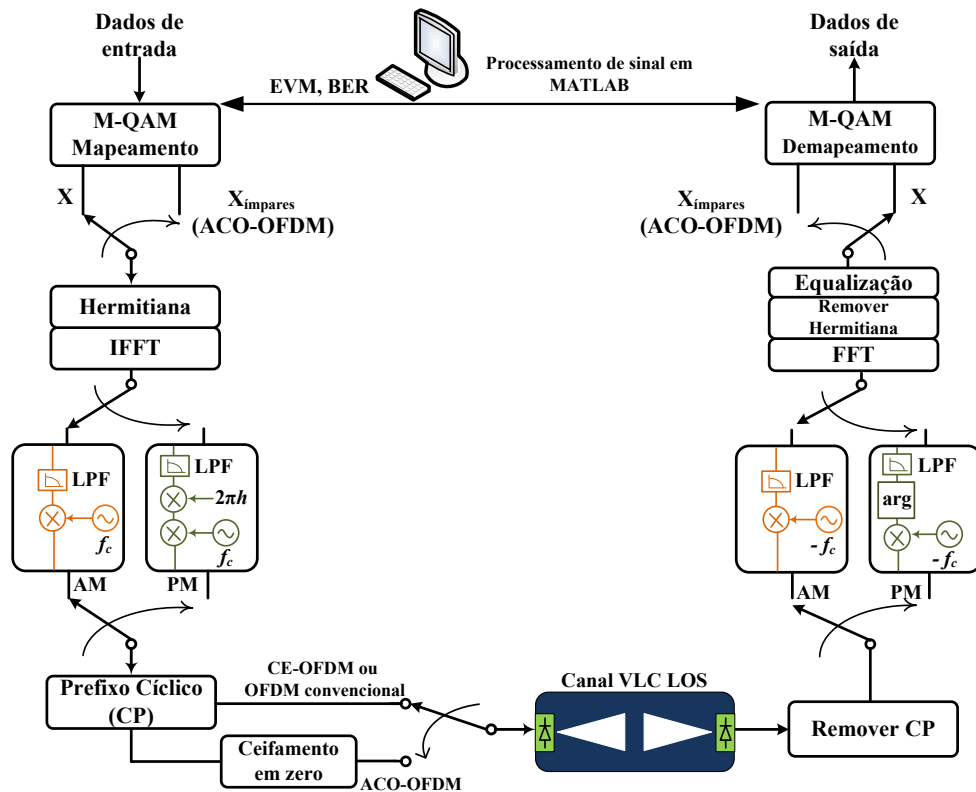 Dados de
entrada
Dados de
saída
EVM, BER
Processamento de sinal em
MATLAB
M-QAM
Mapeamento
M-QAM
Demapeamento
X
Xímpares
(ACO-OFDM)
Xímpares
(ACO-OFDM)
X
Hermitiana
IFFT
Equalização
Remover
Hermitiana
FFT
LPF
fc
LPF
2πh
fc
LPF
-fc
LPF
arg
-fc
AM
PM
AM
PM
Prefixo Cíclico
(CP)
CE-OFDM ou
OFDM convencional
Ceifamento
em zero
ACO-OFDM
Canal VLC LOS
Remover CP